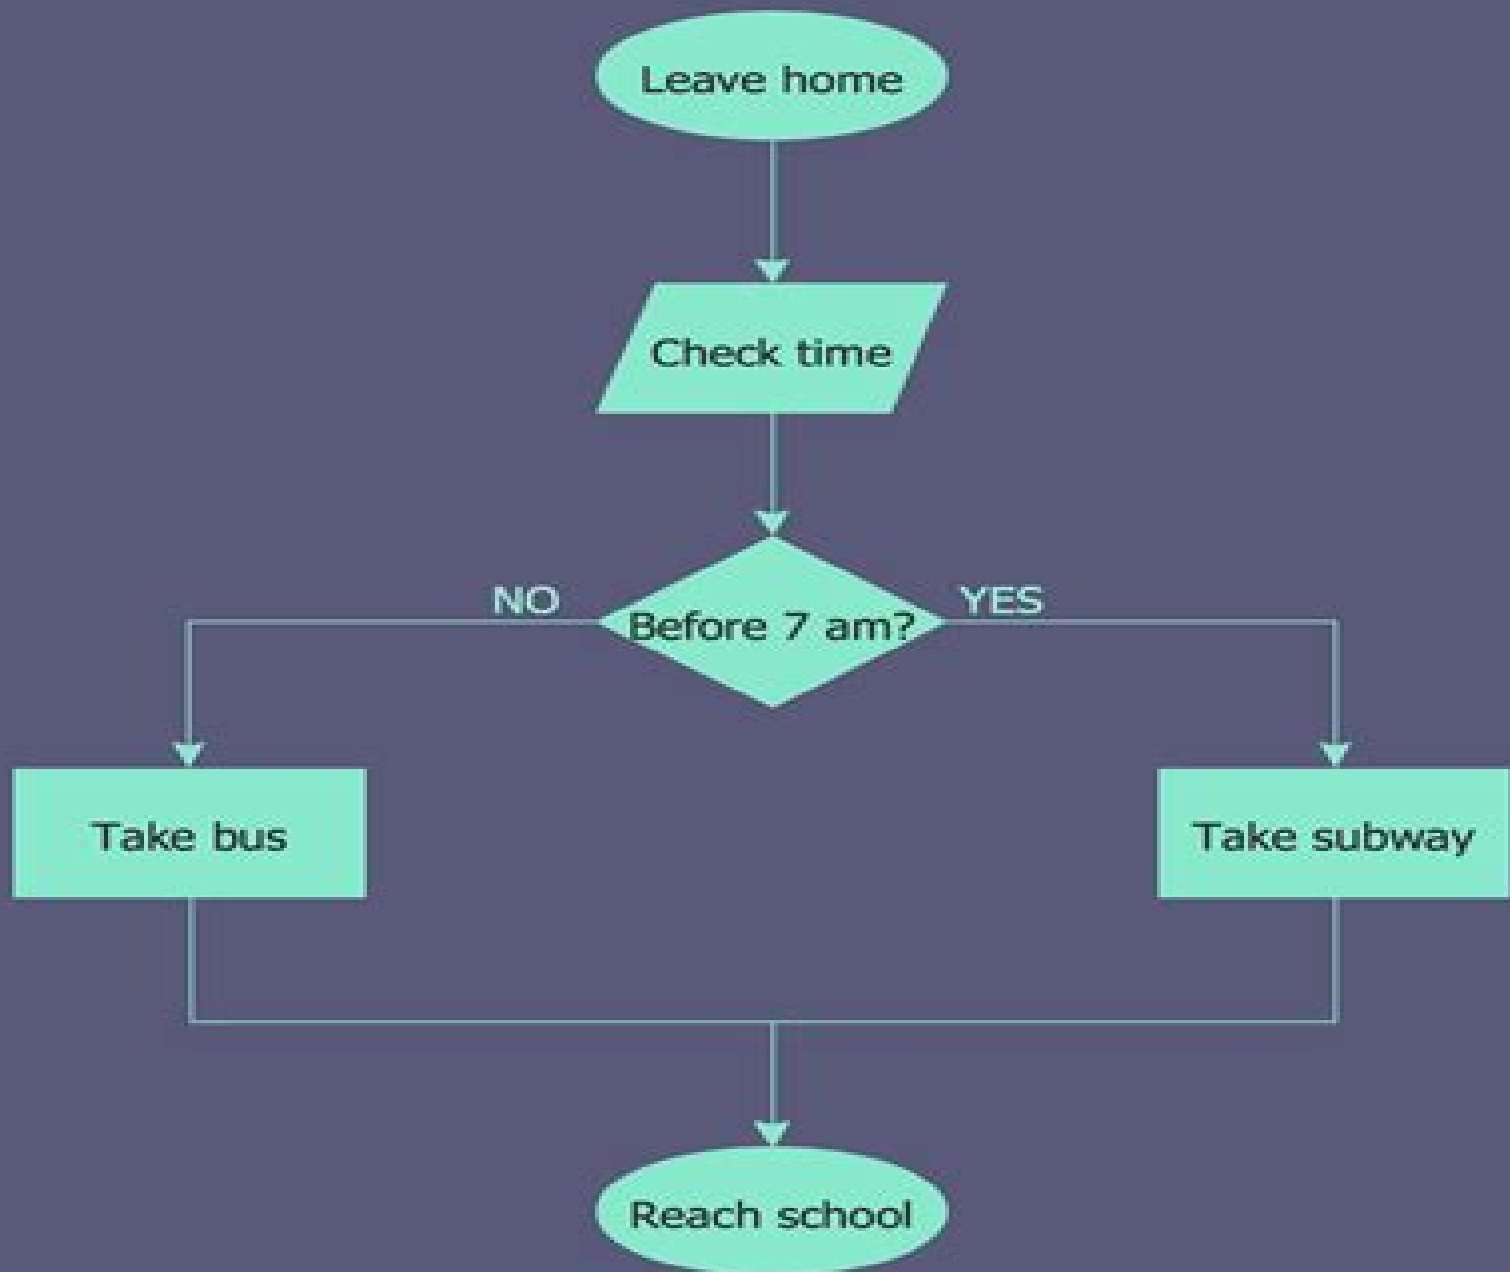 Leave home
Check time
NO
Before 7 am?
YES
Take bus
Take subway
Reach school